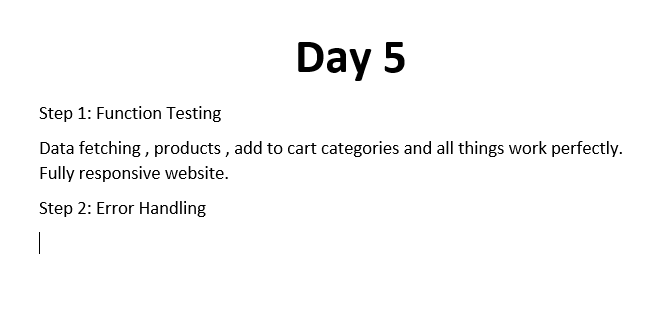 Day 5
Step 1: Function Testing
Data fetching , products , add to cart categories and all things work perfectly.
Fully responsive website.
Step 2: Error Handling